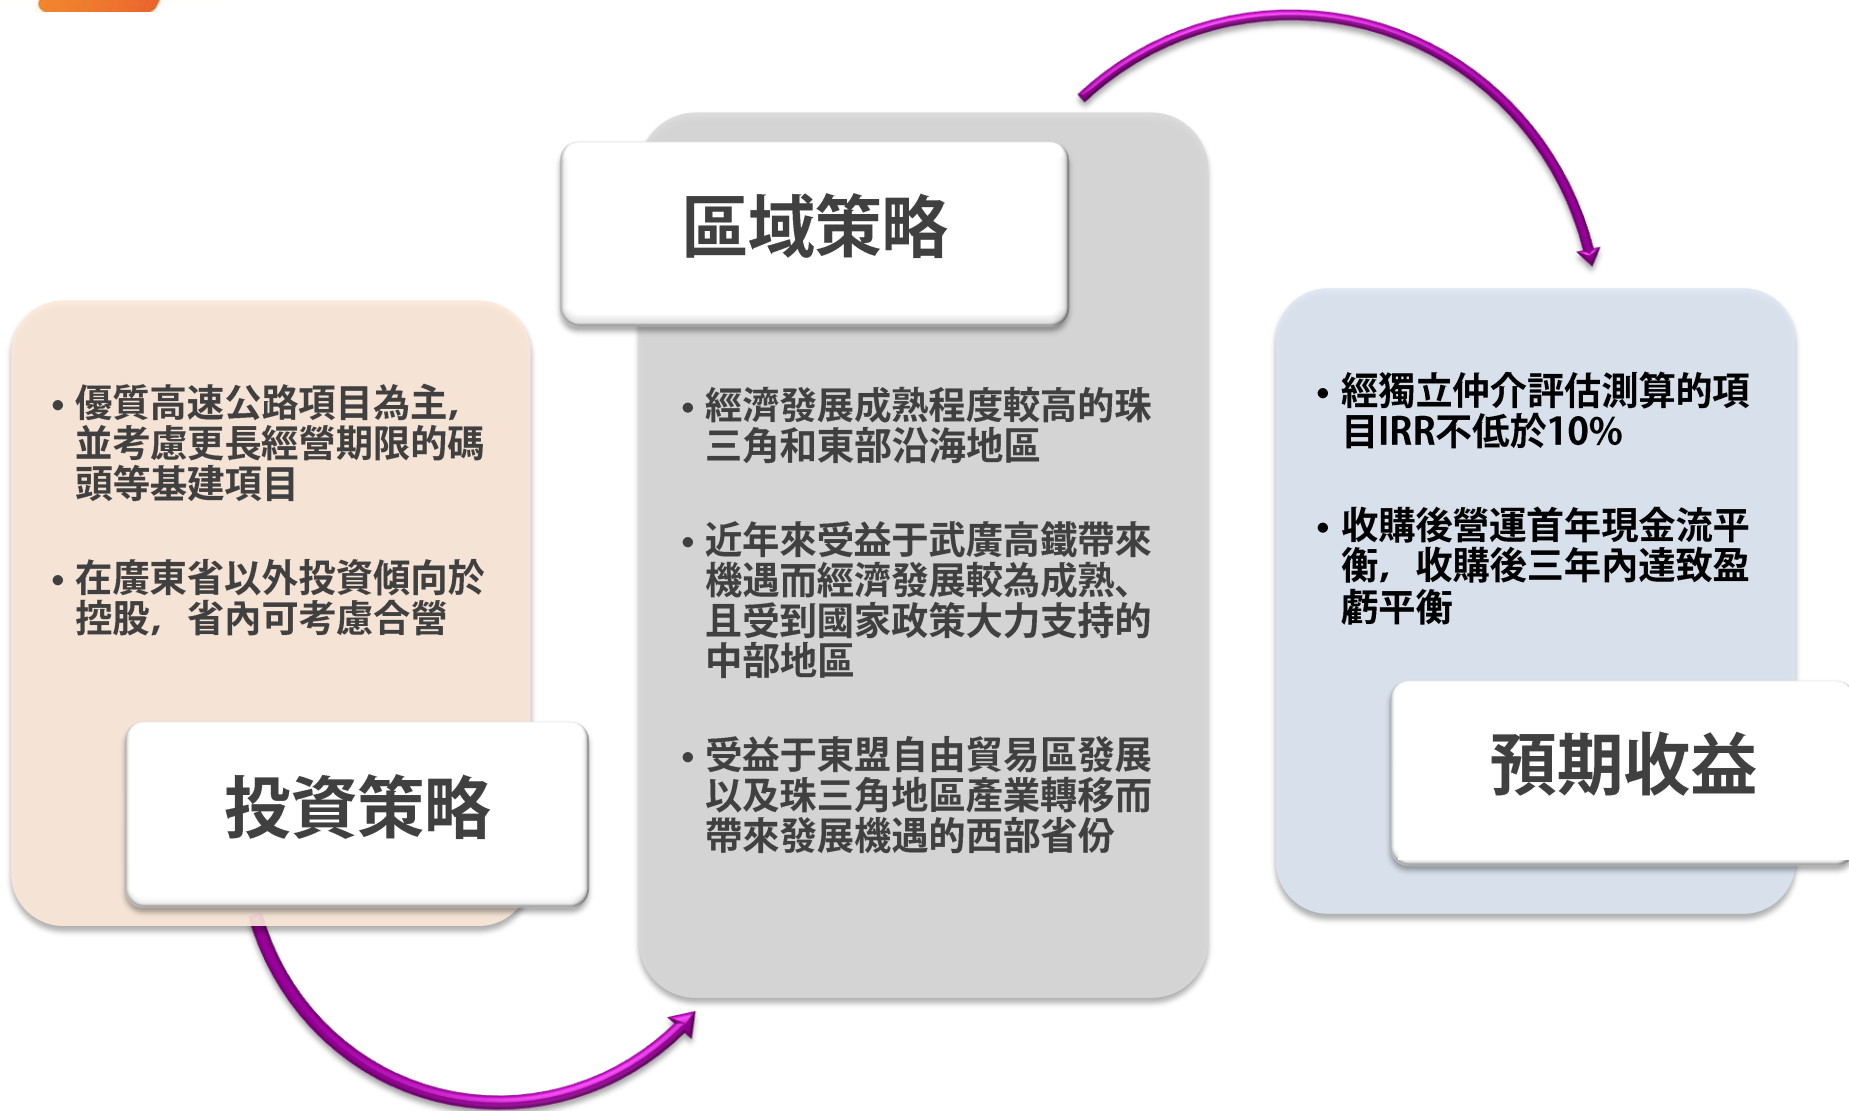 • 優質高速公路項目為主,
並考慮更長經營期限的碼
頭等基建項目
• 在廣東省以外投資傾向於
控股, 省內可考慮合營
投資策略
區域策略
• 經濟發展成熟程度較高的珠
三角和東部沿海地區
• 近年來受益于武廣高鐵帶來
機遇而經濟發展較為成熟、
且受到國家政策大力支持的
中部地區
• 受益于東盟自由貿易區發展
以及珠三角地區產業轉移而
帶來發展機遇的西部省份
• 經獨立仲介評估測算的項
目IRR不低於10%
• 收購後營運首年現金流平
衡, 收購後三年內達致盈
虧平衡
預期收益